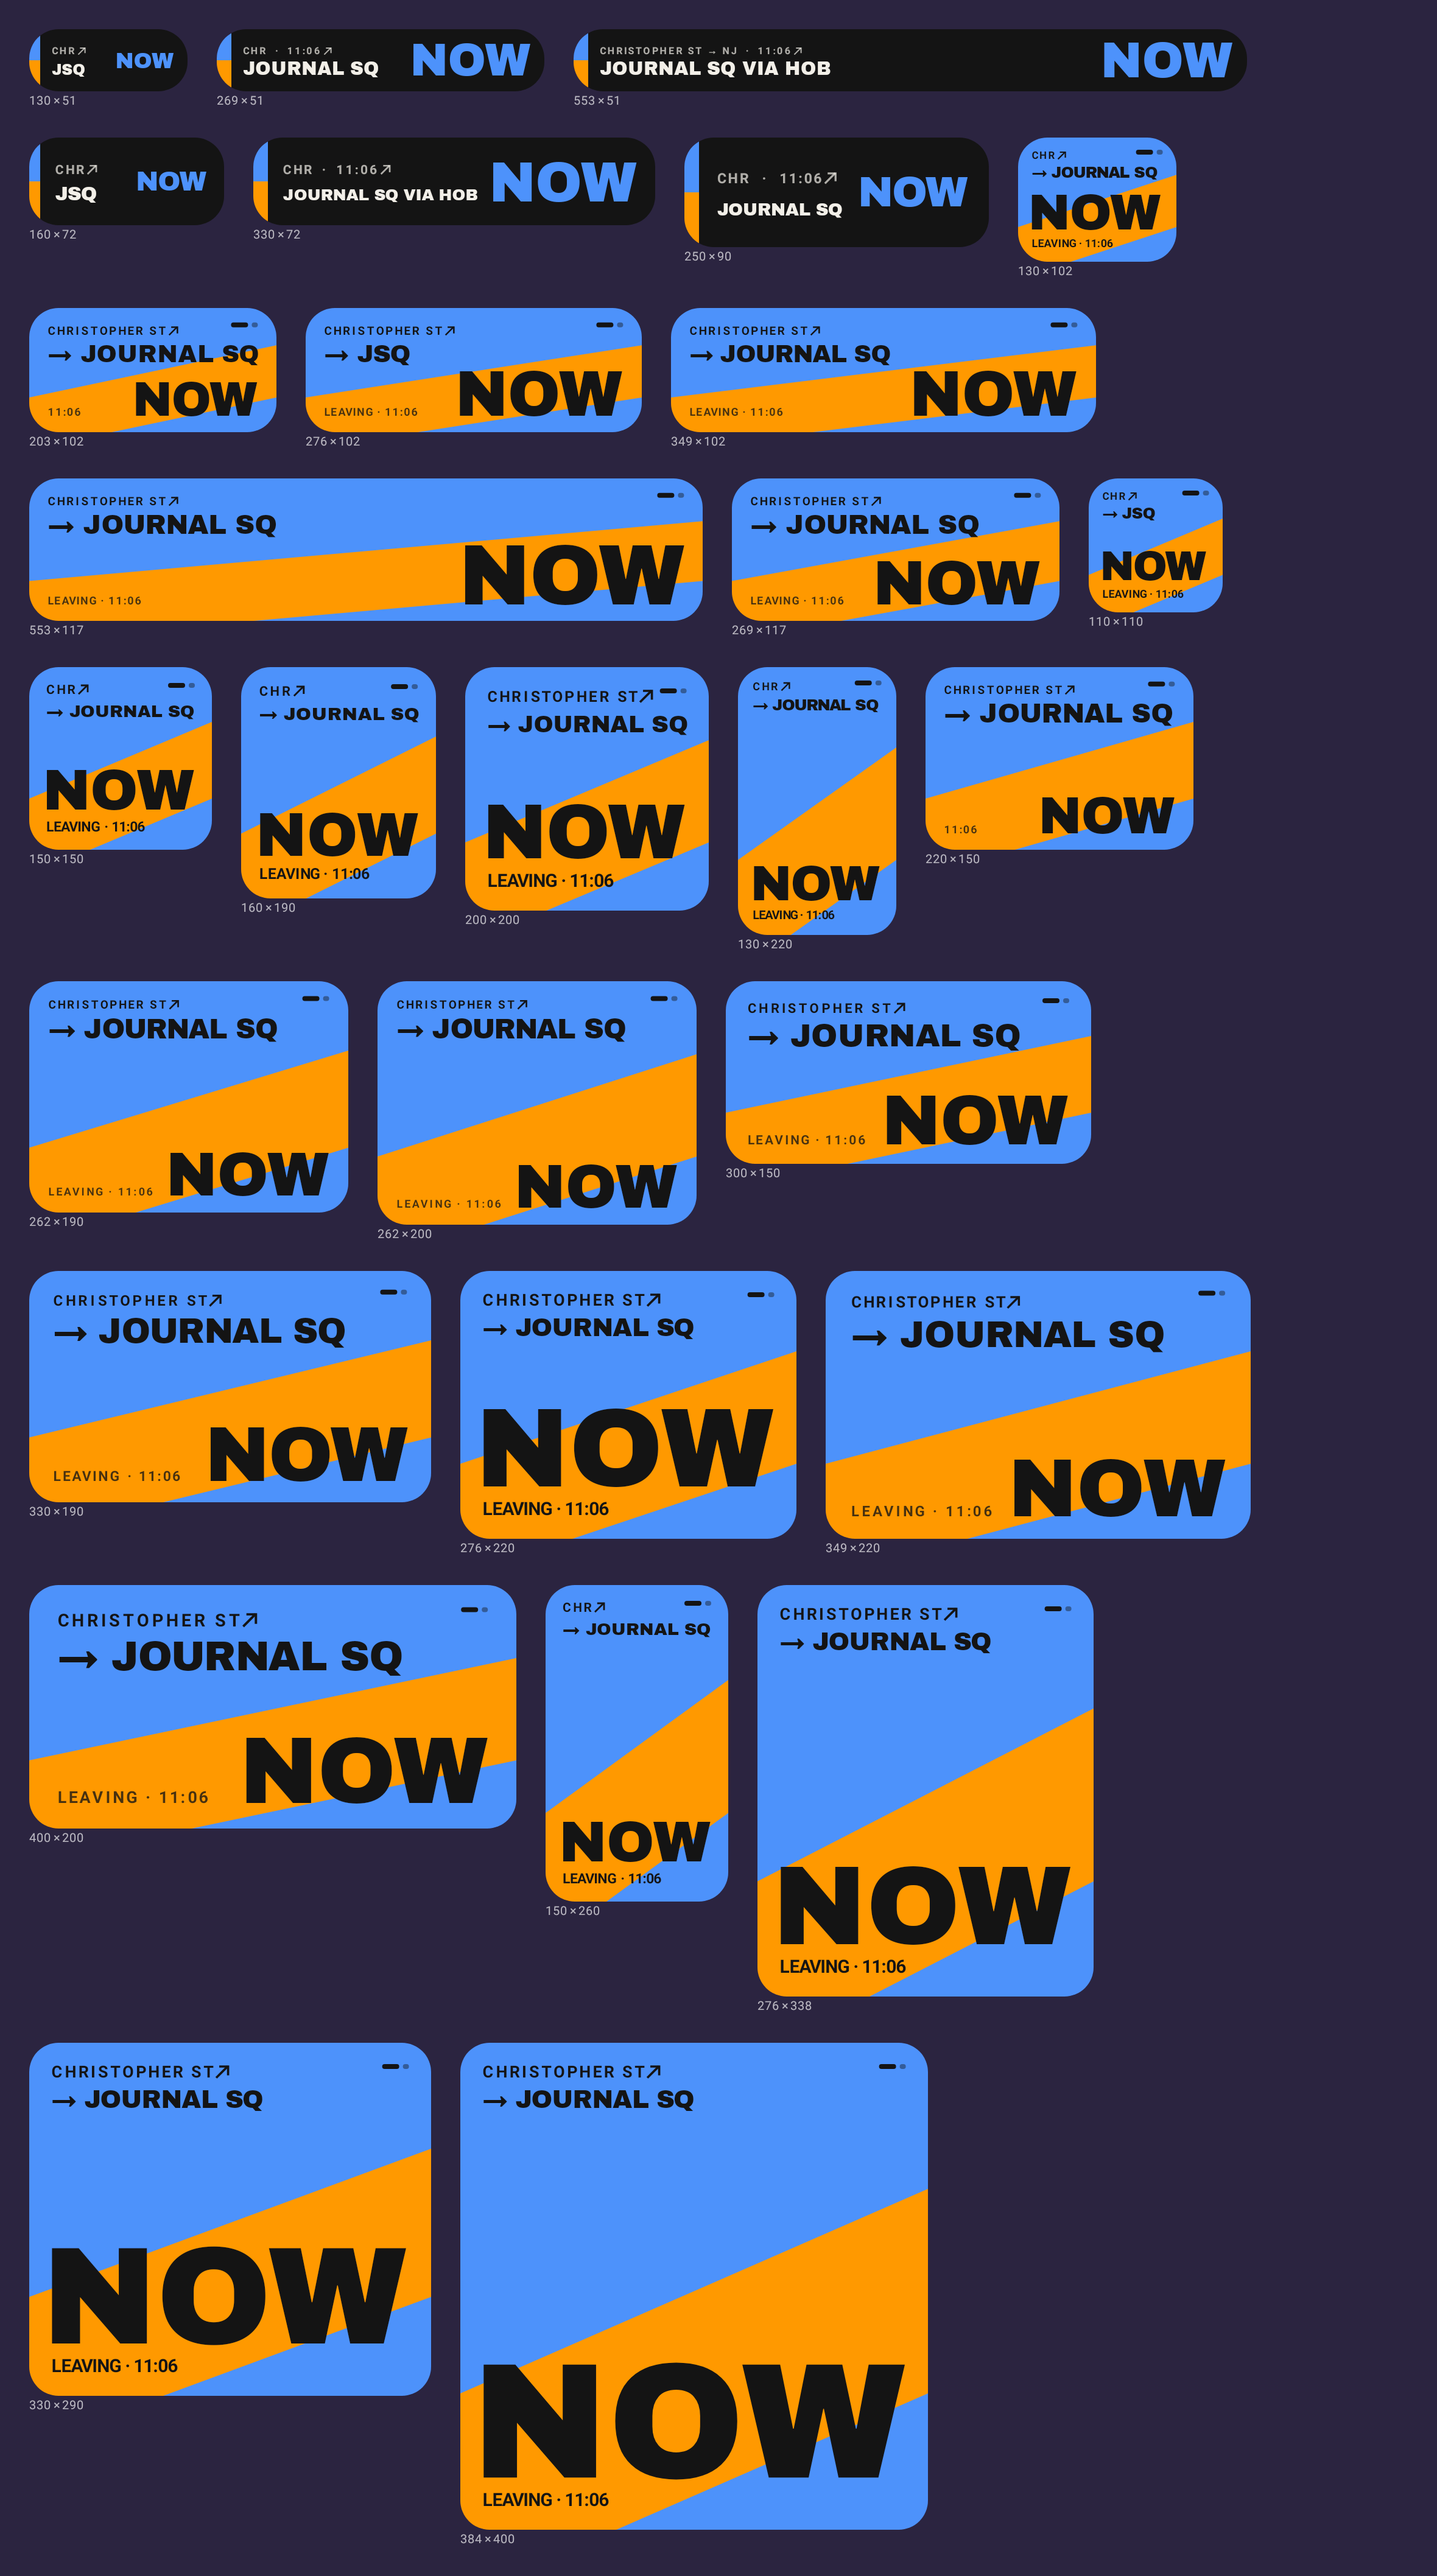 CHR↗
JSQ
NOW
130×51
CHR · 11:06↗
JOURNAL SQ
NOW
269×51
CHRISTOPHER ST → NJ · 11:06↗
JOURNAL SQ VIA HOB
NOW
553×51
CHR↗
JSQ
NOW
160×72
CHR · 11:06↗
JOURNAL SQ VIA HOB
NOW
330×72
CHR · 11:06↗
JOURNAL SQ
NOW
250×90
CHR↗
→ JOURNAL SQ
NOW
LEAVING · 11:06
130×102
CHRISTOPHER ST↗
→ JOURNAL SQ
11:06
NOW
203×102
CHRISTOPHER ST↗
→ JSQ
LEAVING · 11:06
NOW
276×102
CHRISTOPHER ST↗
→ JOURNAL SQ
LEAVING · 11:06
NOW
349×102
CHRISTOPHER ST↗
→ JOURNAL SQ
LEAVING · 11:06
NOW
553×117
CHRISTOPHER ST↗
→ JOURNAL SQ
LEAVING · 11:06
NOW
269×117
CHR↗
→ JSQ
NOW
LEAVING · 11:06
110×110
CHR↗
→ JOURNAL SQ
NOW
LEAVING · 11:06
150×150
CHR↗
→ JOURNAL SQ
NOW
LEAVING · 11:06
160×190
CHRISTOPHER ST↗
→ JOURNAL SQ
NOW
LEAVING · 11:06
200×200
CHR↗
→ JOURNAL SQ
NOW
LEAVING · 11:06
130×220
CHRISTOPHER ST↗
→ JOURNAL SQ
11:06
NOW
220×150
CHRISTOPHER ST↗
→ JOURNAL SQ
LEAVING · 11:06
NOW
262×190
CHRISTOPHER ST↗
→ JOURNAL SQ
LEAVING · 11:06
NOW
262×200
CHRISTOPHER ST↗
→ JOURNAL SQ
LEAVING · 11:06
NOW
300×150
CHRISTOPHER ST↗
→ JOURNAL SQ
LEAVING · 11:06
NOW
330×190
CHRISTOPHER ST↗
→ JOURNAL SQ
NOW
LEAVING · 11:06
276×220
CHRISTOPHER ST↗
→ JOURNAL SQ
LEAVING · 11:06
NOW
349×220
CHRISTOPHER ST↗
→ JOURNAL SQ
LEAVING · 11:06
NOW
400×200
CHR↗
→ JOURNAL SQ
NOW
LEAVING · 11:06
150×260
CHRISTOPHER ST↗
→ JOURNAL SQ
NOW
LEAVING · 11:06
276×338
CHRISTOPHER ST↗
→ JOURNAL SQ
NOW
LEAVING · 11:06
330×290
CHRISTOPHER ST↗
→ JOURNAL SQ
NOW
LEAVING · 11:06
384×400